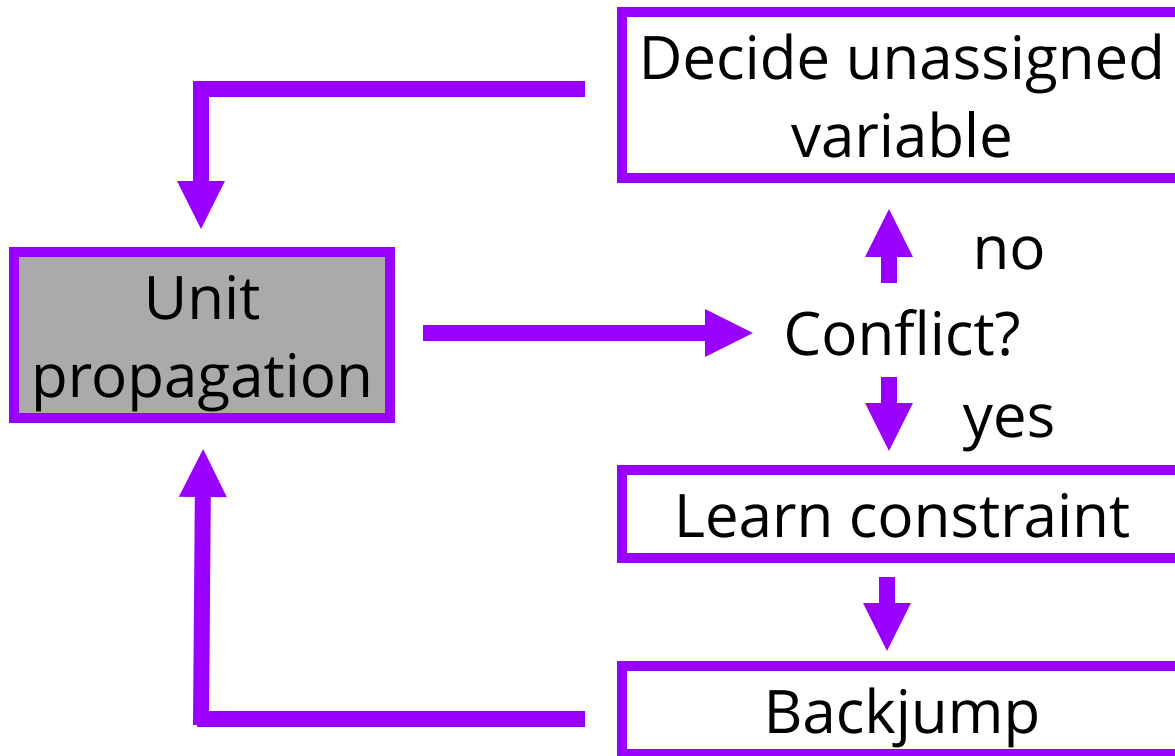 Decide unassigned
variable
no
Unit
propagation
Conflict?
yes
Learn constraint
Backjump